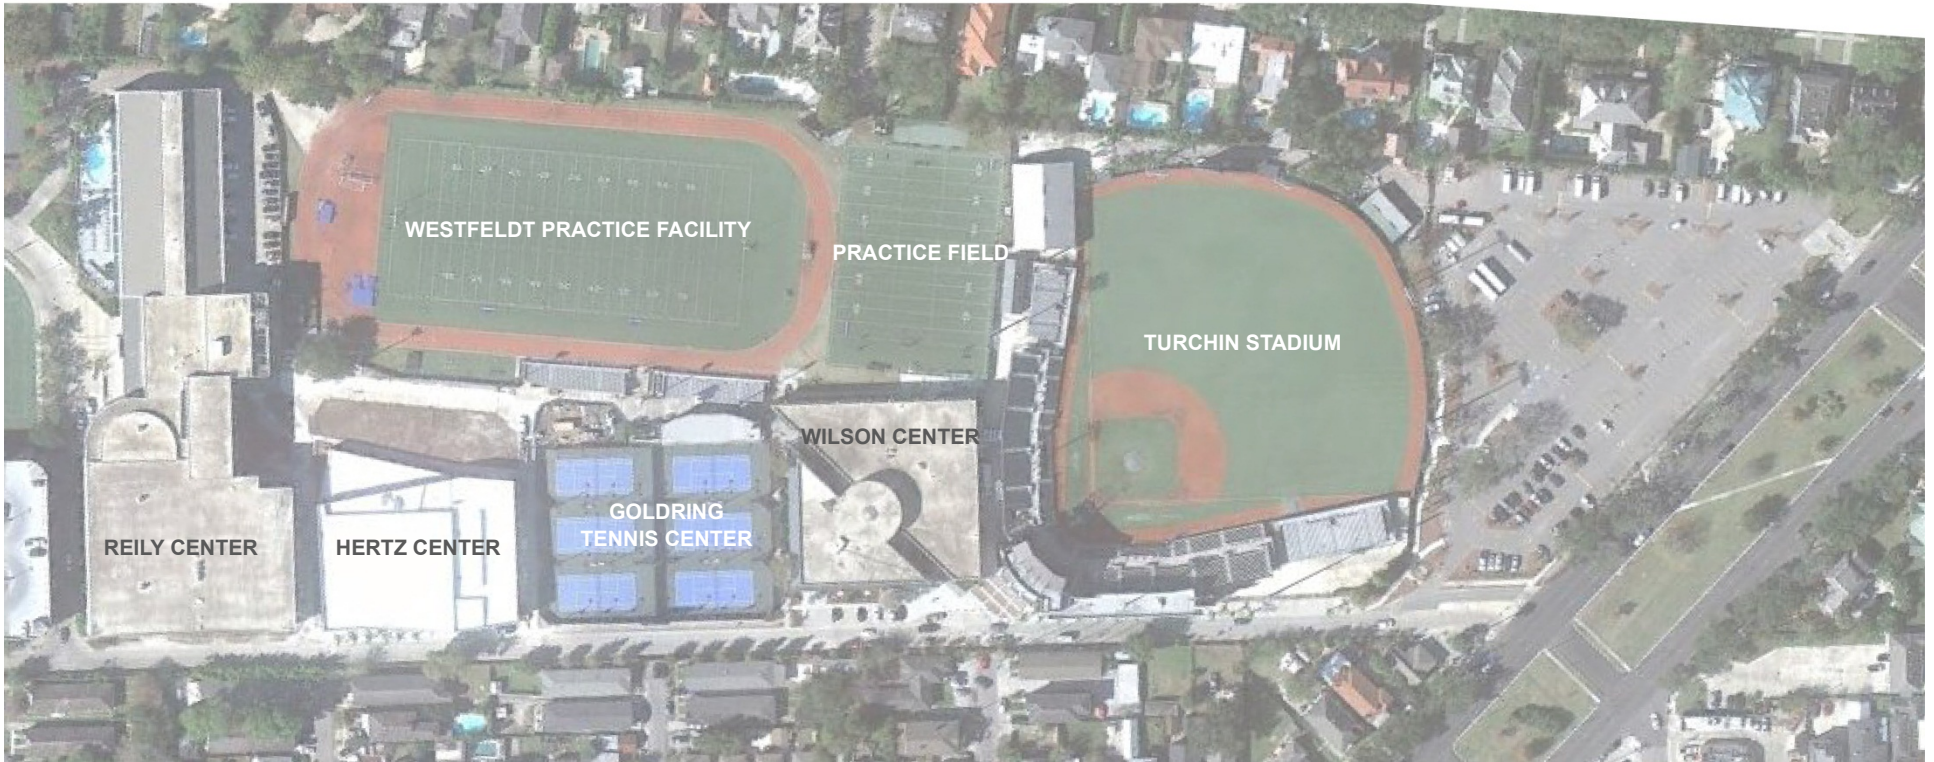 WESTFELDT PRACTICE FACILITY
PRACTICE FIELD
TURCHIN STADIUM
WILSON CENTER
GOLDRING
TENNIS CENTER
REILY CENTER
HERTZ CENTER